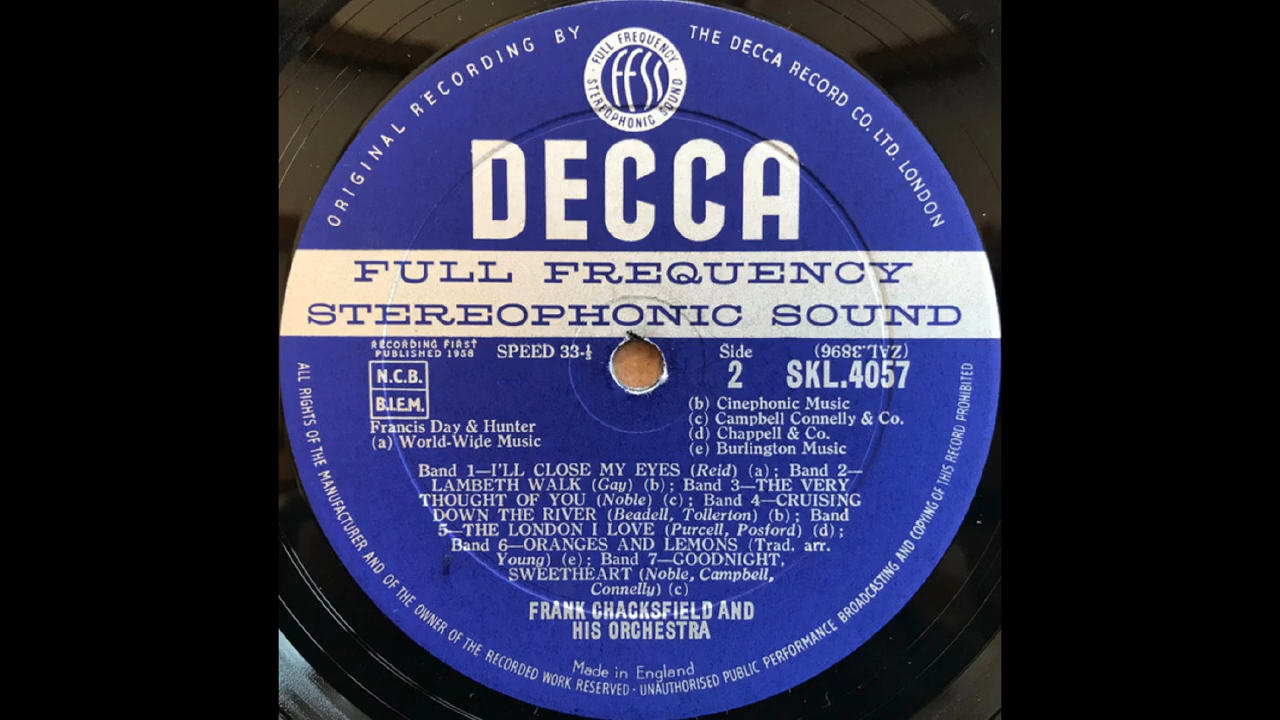 ORIGINAL RECORDING BY THE DECCA RECORD CO. LTD. LONDON
FULL FREQUENCY
FFSS
STEREOPHONIC SOUND
DECCA
FULL FREQUENCY
STEREOPHONIC SOUND
RECORDING FIRST
PUBLISHED 1958
SPEED 33⅓
Side
2
(ZAL.3896)
SKL.4057
N.C.B.
B.I.E.M.
Francis Day & Hunter
(a) World-Wide Music
(b) Cinephonic Music
(c) Campbell Connelly & Co.
(d) Chappell & Co.
(e) Burlington Music
Band 1—I'LL CLOSE MY EYES (Reid) (a); Band 2—
LAMBETH WALK (Gay) (b); Band 3—THE VERY
THOUGHT OF YOU (Noble) (c); Band 4—CRUISING
DOWN THE RIVER (Beadell, Tollerton) (b); Band
5—THE LONDON I LOVE (Purcell, Posford) (d);
Band 6—ORANGES AND LEMONS (Trad. arr.
Young) (e); Band 7—GOODNIGHT,
SWEETHEART (Noble, Campbell,
Connelly) (c)
FRANK CHACKSFIELD AND
HIS ORCHESTRA
Made in England
ALL RIGHTS OF THE MANUFACTURER AND OF THE OWNER OF THE RECORDED WORK RESERVED · UNAUTHORISED PUBLIC PERFORMANCE BROADCASTING AND COPYING OF THIS RECORD PROHIBITED